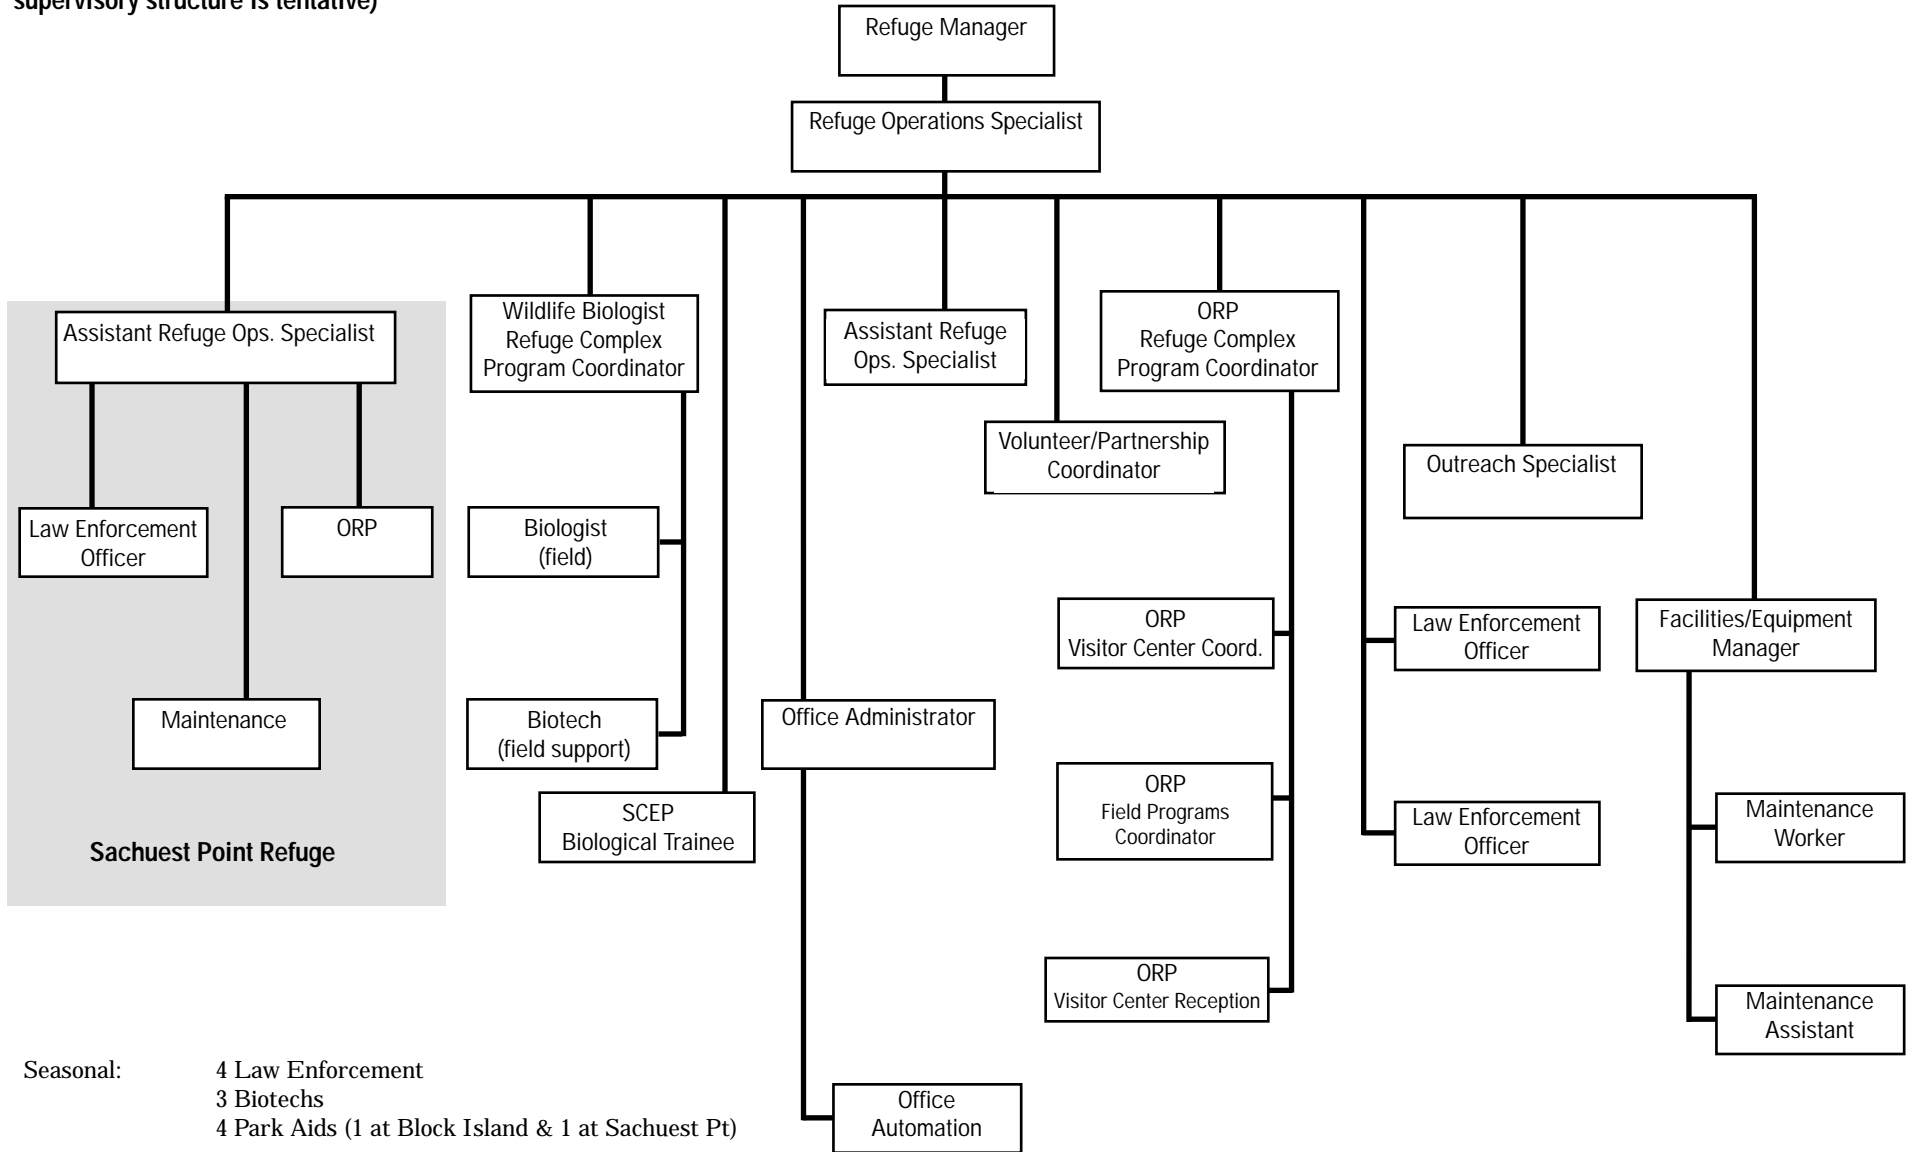 supervisory structure is tentative)
Refuge Manager
Refuge Operations Specialist
Assistant Refuge Ops. Specialist
Law Enforcement
Officer
ORP
Maintenance
Sachuest Point Refuge
Wildlife Biologist
Refuge Complex
Program Coordinator
Biologist
(field)
Biotech
(field support)
SCEP
Biological Trainee
Office Administrator
Office
Automation
Assistant Refuge
Ops. Specialist
Volunteer/Partnership
Coordinator
ORP
Refuge Complex
Program Coordinator
ORP
Visitor Center Coord.
ORP
Field Programs
Coordinator
ORP
Visitor Center Reception
Law Enforcement
Officer
Law Enforcement
Officer
Outreach Specialist
Facilities/Equipment
Manager
Maintenance
Worker
Maintenance
Assistant
Seasonal: 4 Law Enforcement
3 Biotechs
4 Park Aids (1 at Block Island & 1 at Sachuest Pt)